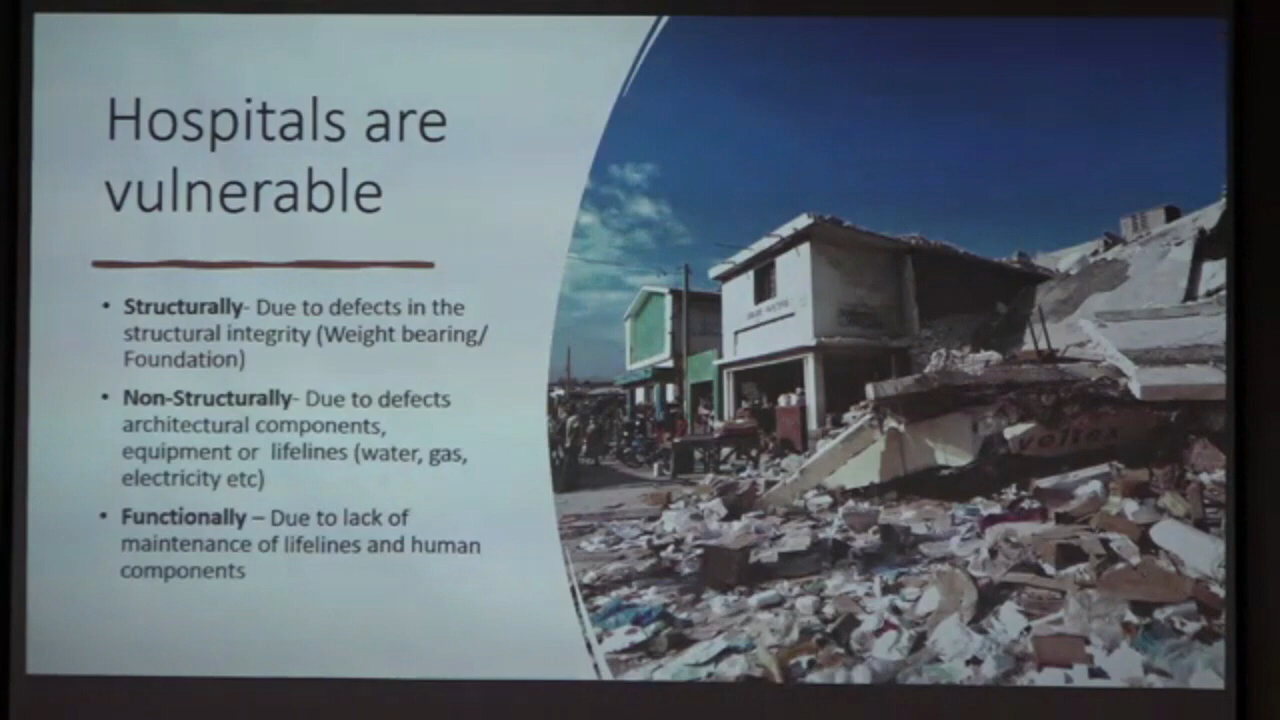 Hospitals are
vulnerable
• Structurally- Due to defects in the
structural integrity (Weight bearing/
Foundation)
• Non-Structurally- Due to defects
architectural components,
equipment or lifelines (water, gas,
electricity etc)
• Functionally – Due to lack of
maintenance of lifelines and human
components
voltex